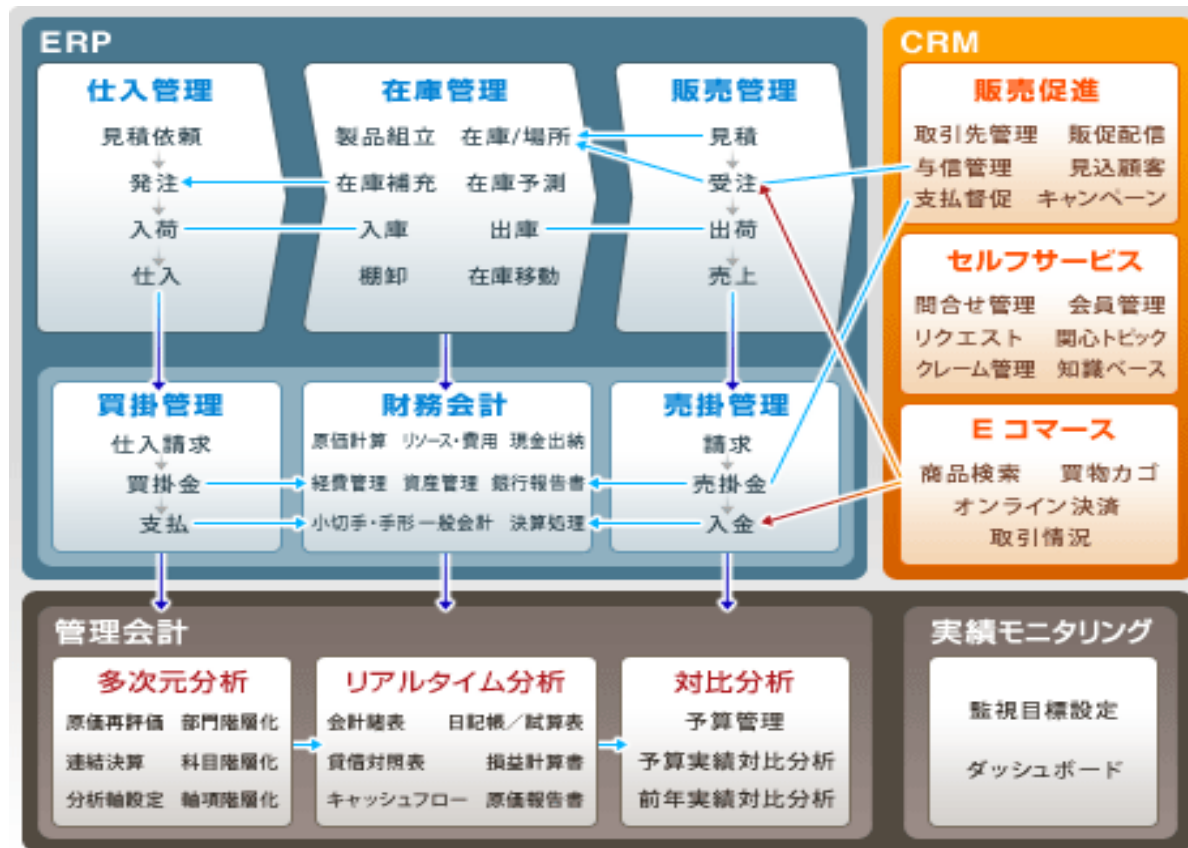 ERP
仕入管理
見積依頼
発注
入荷
仕入
在庫管理
製品組立 在庫/場所
在庫補充 在庫予測
入庫 出庫
棚卸 在庫移動
販売管理
見積
受注
出荷
売上
買掛管理
仕入請求
買掛金
支払
財務会計
原価計算 リソース・費用 現金出納
経費管理 資産管理 銀行報告書
小切手・手形 一般会計 決算処理
売掛管理
請求
売掛金
入金
CRM
販売促進
取引先管理 販促配信
与信管理 見込顧客
支払督促 キャンペーン
セルフサービス
問合せ管理 会員管理
リクエスト 関心トピック
クレーム管理 知識ベース
E コマース
商品検索 買物カゴ
オンライン決済
取引情況
管理会計
多次元分析
原価再評価 部門階層化
連結決算 科目階層化
分析軸設定 軸項階層化
リアルタイム分析
会計総表 日記帳/試算表
貸借対照表 損益計算書
キャッシュフロー 原価報告書
対比分析
予算管理
予算実績対比分析
前年実績対比分析
実績モニタリング
監視目標設定
ダッシュボード